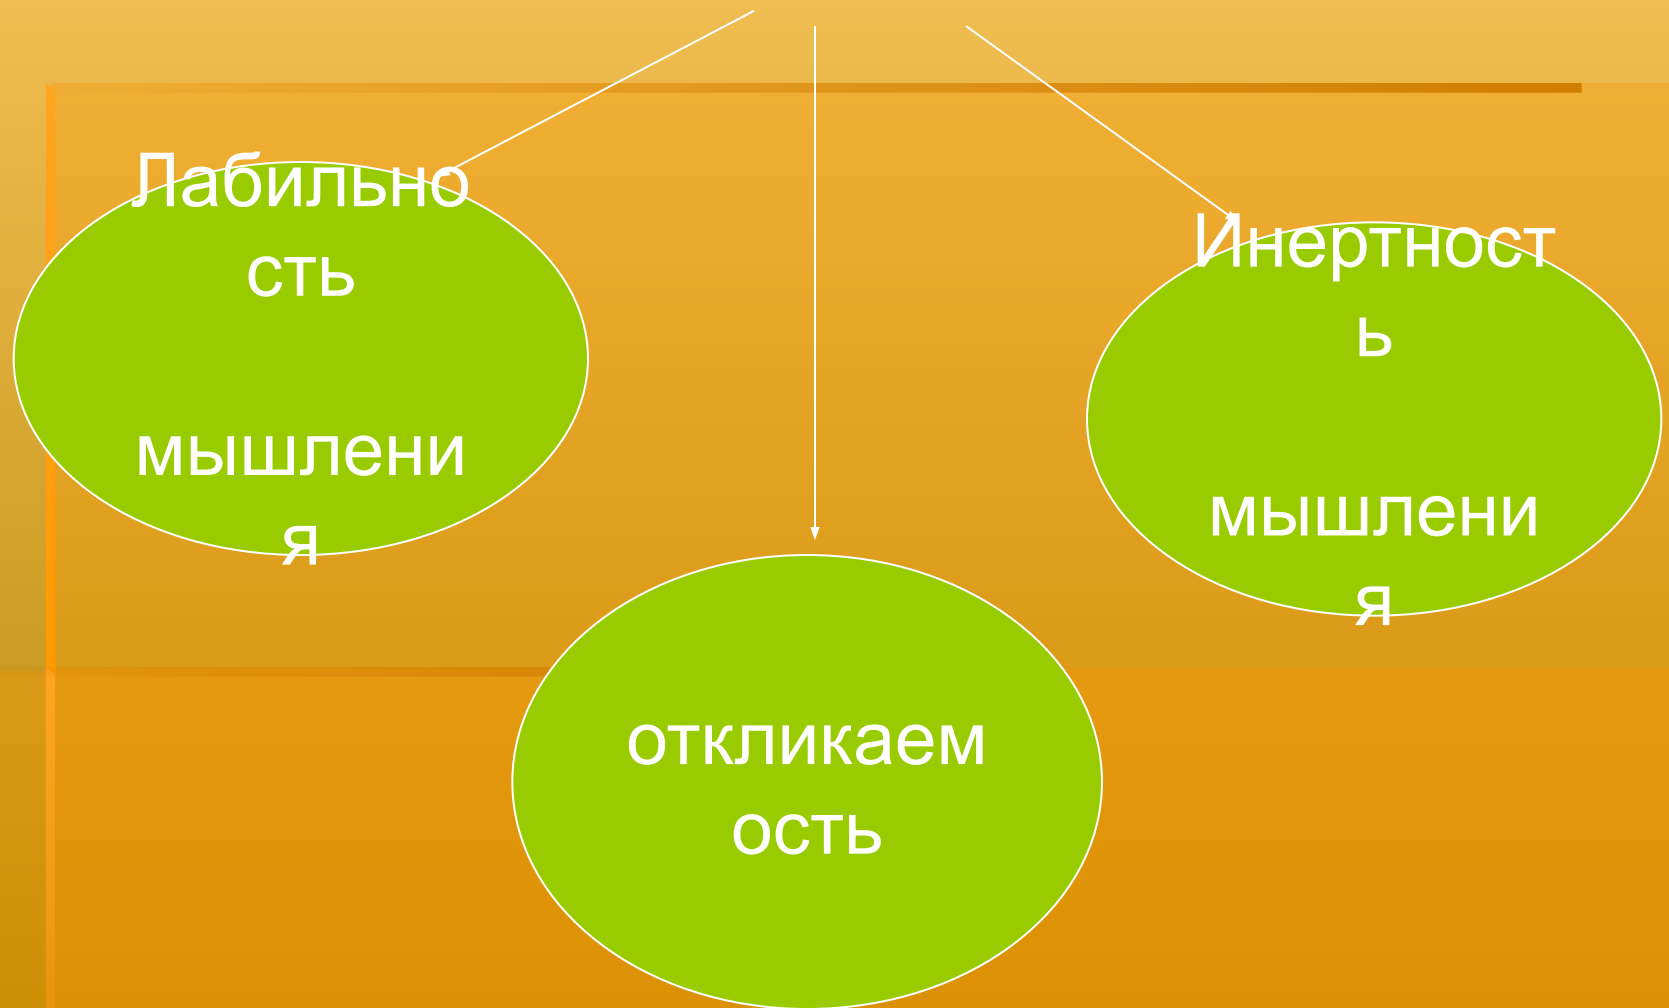 Лабильно
сть
мышлени
я
Инертност
ь
мышлени
я
откликаем
ость